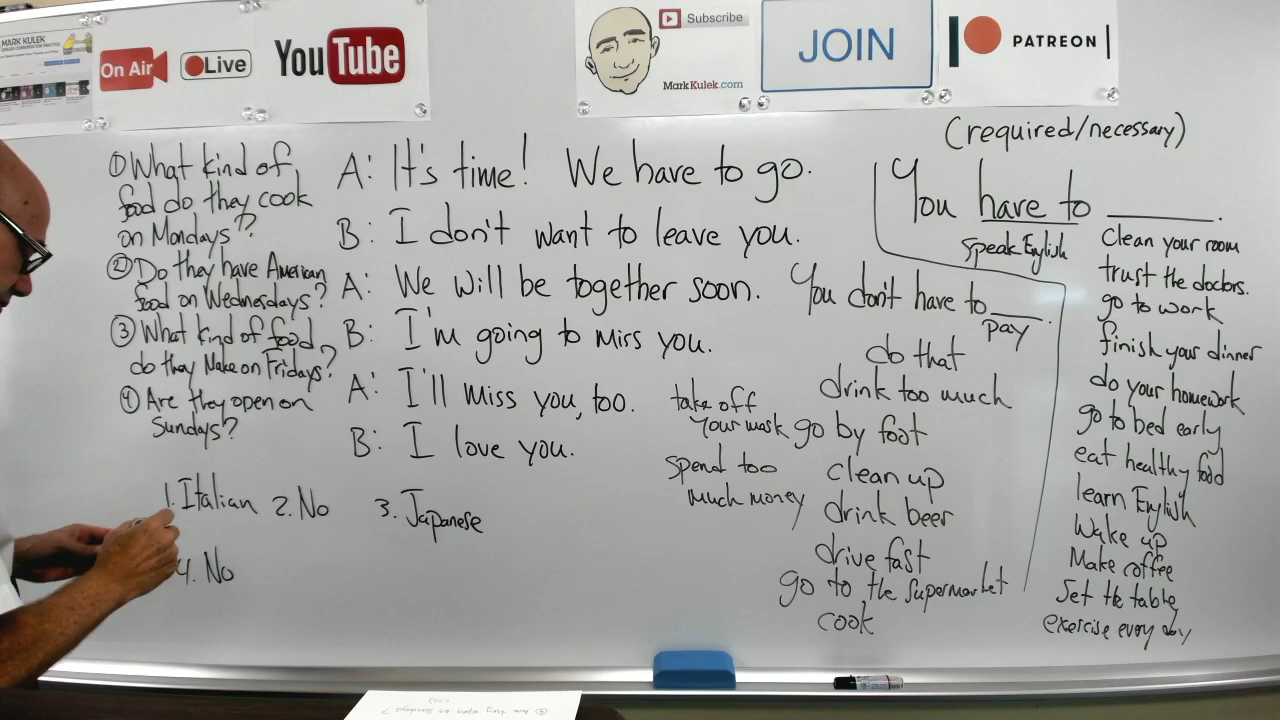 MARK KULEK
On Air
Live
YouTube
Subscribe
MarkKulek.com
JOIN
PATREON
① What kind of
food do they cook
on Mondays?
② Do they have American
food on Wednesdays?
③ What kind of food
do they Make on Fridays?
④ Are they open on
Sundays?
1. Italian 2. No 3. Japanese
4. No
A: It's time! We have to go.
B: I don't want to leave you.
A: We will be together soon.
B: I'm going to miss you.
A: I'll miss you, too.
B: I love you.
(required/necessary)
You have to ______.
Speak English
Clean your room
trust the doctors.
go to work
finish your dinner
do your homework
go to bed early
eat healthy food
learn English
Wake up
Make coffee
Set the table
exercise every day
You don't have to ____.
pay
do that
drink too much
go by foot
clean up
drink beer
drive fast
go to the supermarket
cook
take off
your mask
spend too
much money
④ Are they open on Sundays?